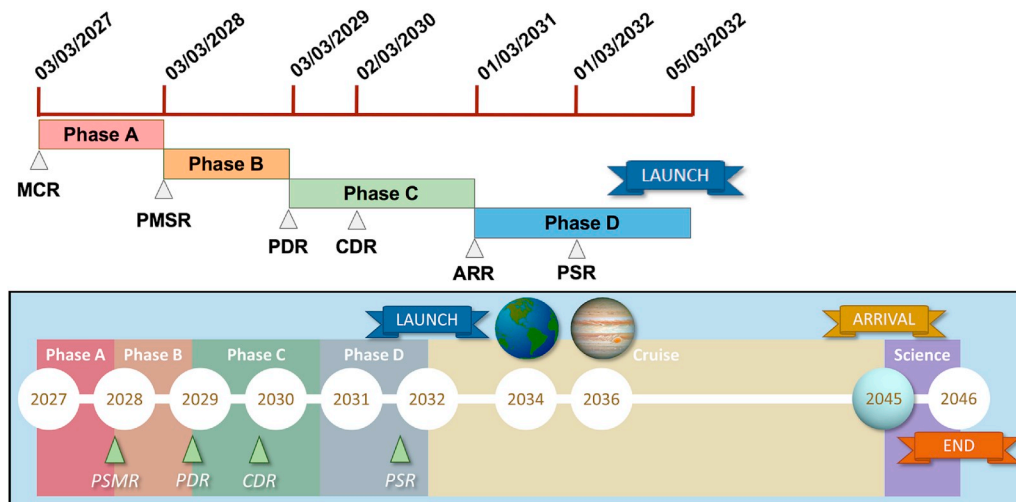 03/03/2027
03/03/2028
03/03/2029
02/03/2030
01/03/2031
01/03/2032
05/03/2032
Phase A
MCR
Phase B
PMSR
LAUNCH
Phase C
PDR
CDR
Phase D
ARR
PSR
LAUNCH
ARRIVAL
Phase A
Phase B
Phase C
Phase D
Cruise
Science
2027
2028
2029
2030
2031
2032
2034
2036
2045
2046
PSMR
PDR
CDR
PSR
END